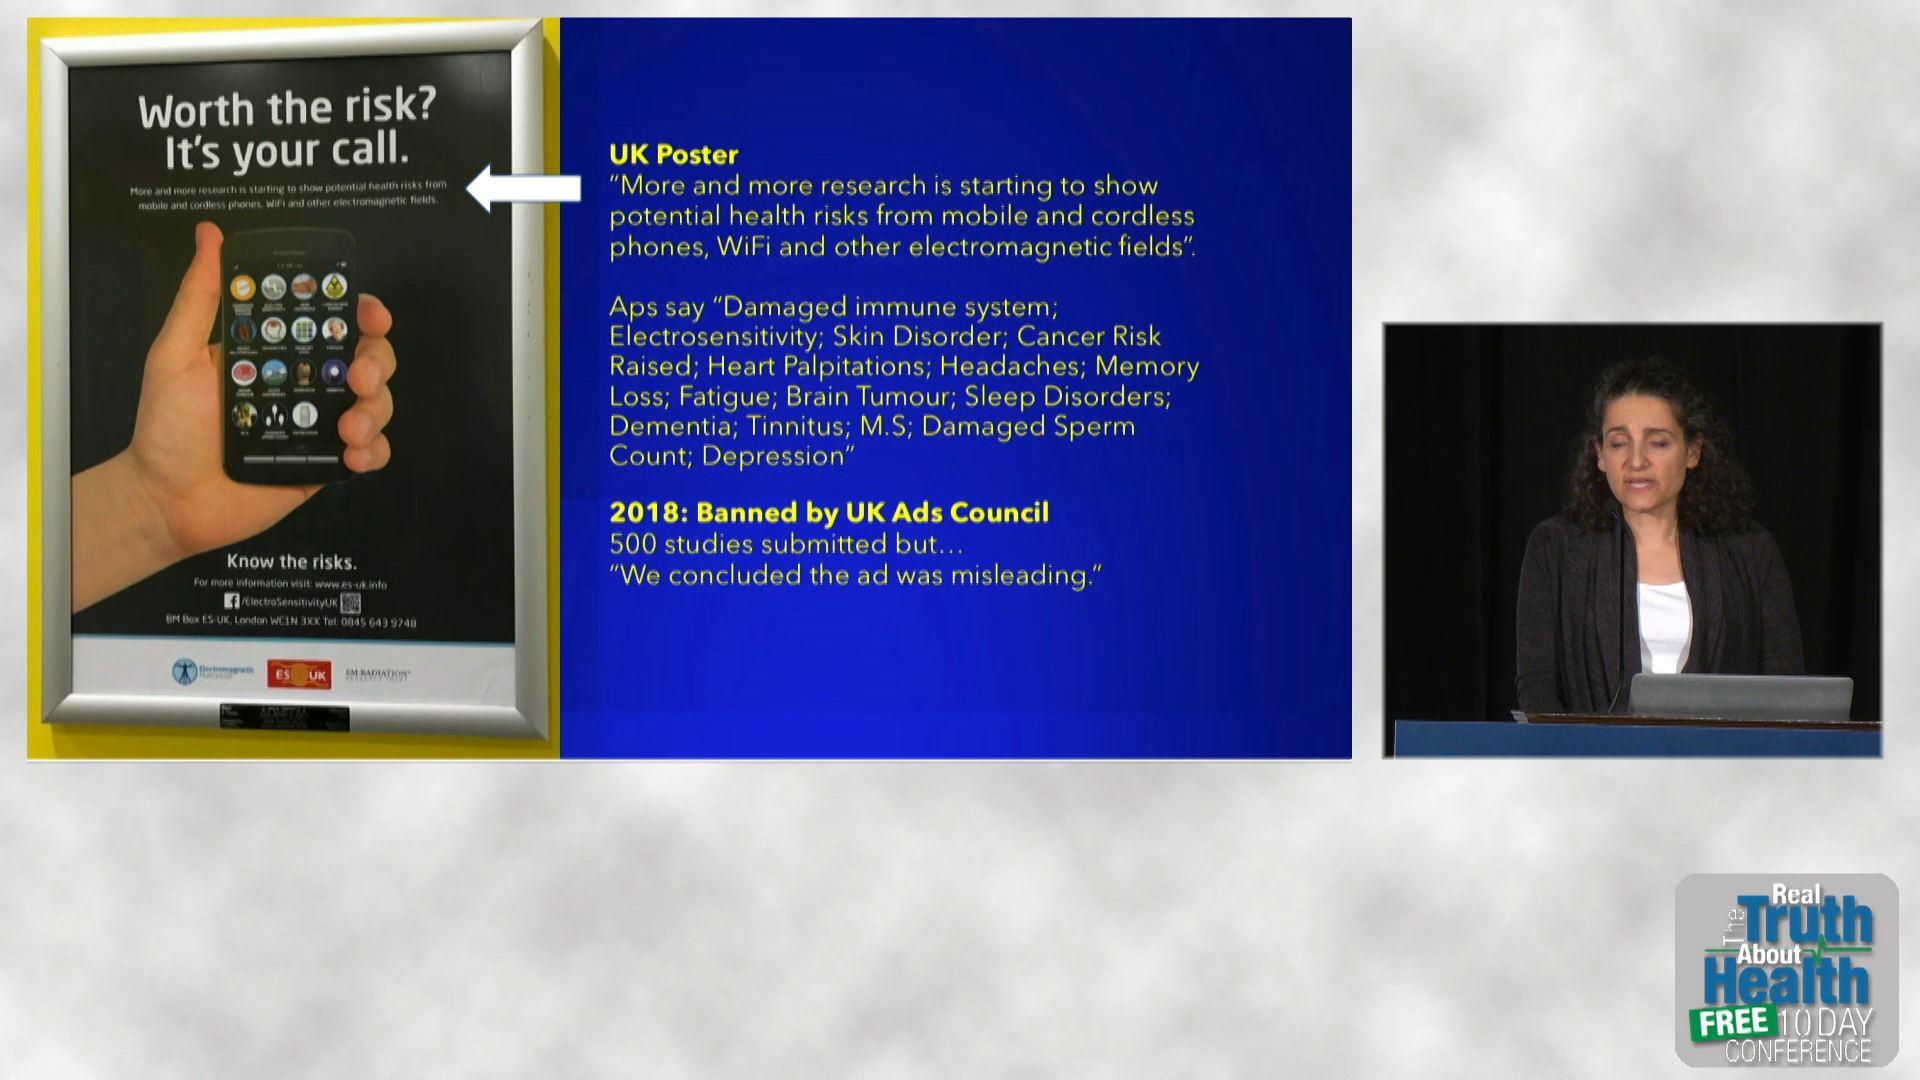 Worth the risk?
It's your call.
More and more research is starting to show potential health risks from
mobile and cordless phones, WiFi and other electromagnetic fields.
Know the risks.
For more information visit: www.es-uk.info
/ElectroSensitivityUK
BM Box ES-UK, London WC1N 3XX Tel: 0845 643 9748
Electromagnetic
ES UK
EM RADIATION
RESEARCH TRUST
UK Poster
“More and more research is starting to show
potential health risks from mobile and cordless
phones, WiFi and other electromagnetic fields”.
Aps say “Damaged immune system;
Electrosensitivity; Skin Disorder; Cancer Risk
Raised; Heart Palpitations; Headaches; Memory
Loss; Fatigue; Brain Tumour; Sleep Disorders;
Dementia; Tinnitus; M.S; Damaged Sperm
Count; Depression”
2018: Banned by UK Ads Council
500 studies submitted but…
“We concluded the ad was misleading.”
The Real
Truth
About
Health
FREE 10 DAY
CONFERENCE